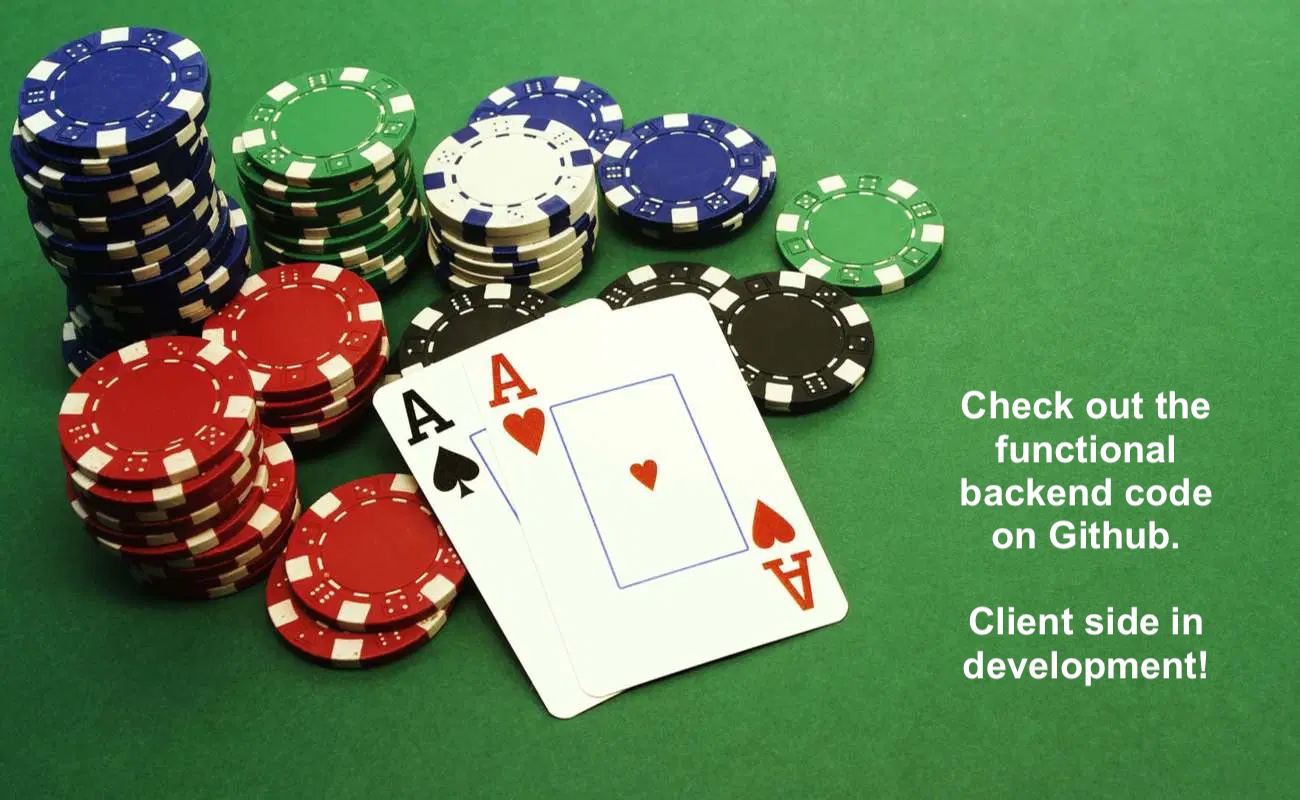 A
A
Check out the
functional
backend code
on Github.
A
Client side in
development!